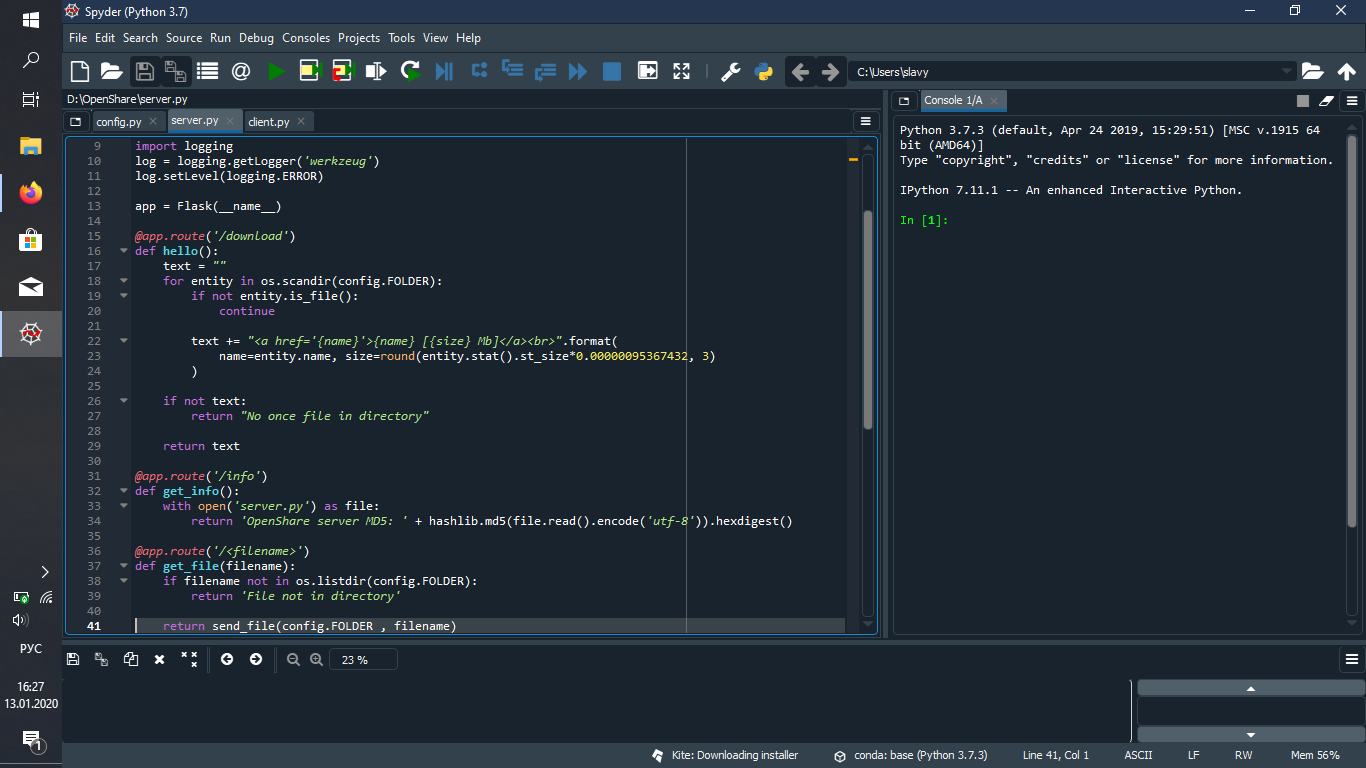 Spyder (Python 3.7)
File Edit Search Source Run Debug Consoles Projects Tools View Help
C:\Users\slavy
D:\OpenShare\server.py
config.py server.py client.py
9 import logging
10 log = logging.getLogger('werkzeug')
11 log.setLevel(logging.ERROR)
12
13 app = Flask(__name__)
14
15 @app.route('/download')
16 def hello():
17 text = ""
18 for entity in os.scandir(config.FOLDER):
19 if not entity.is_file():
20 continue
21
22 text += "<a href='{name}'>{name} [{size} Mb]</a><br>".format(
23 name=entity.name, size=round(entity.stat().st_size*0.00000095367432, 3)
24 )
25
26 if not text:
27 return "No once file in directory"
28
29 return text
30
31 @app.route('/info')
32 def get_info():
33 with open('server.py') as file:
34 return 'OpenShare server MD5: ' + hashlib.md5(file.read().encode('utf-8')).hexdigest()
35
36 @app.route('/<filename>')
37 def get_file(filename):
38 if filename not in os.listdir(config.FOLDER):
39 return 'File not in directory'
40
41 return send_file(config.FOLDER , filename)
Console 1/A
Python 3.7.3 (default, Apr 24 2019, 15:29:51) [MSC v.1915 64
bit (AMD64)]
Type "copyright", "credits" or "license" for more information.
IPython 7.11.1 -- An enhanced Interactive Python.
In [1]:
23 %
РУС
16:27
13.01.2020
1
Kite: Downloading installer conda: base (Python 3.7.3) Line 41, Col 1 ASCII LF RW Mem 56%